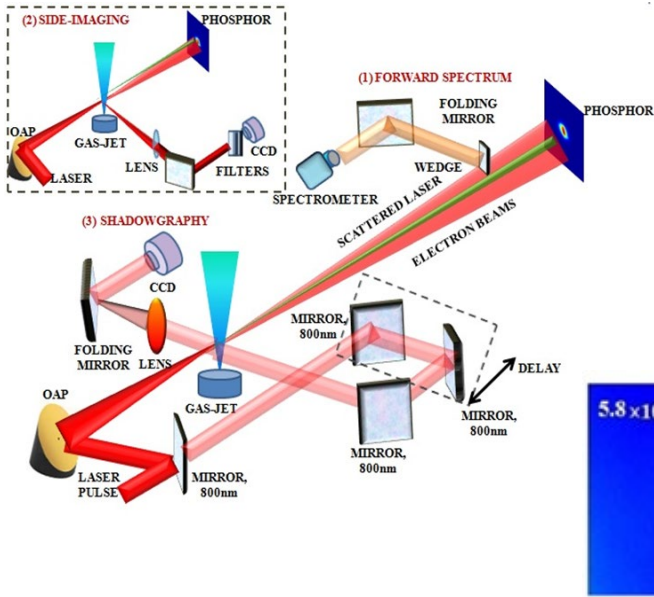 (2) SIDE-IMAGING
PHOSPHOR
GAS-JET
OAP
LASER
LENS
FILTERS
CCD
(1) FORWARD SPECTRUM
FOLDING
MIRROR
WEDGE
SPECTROMETER
PHOSPHOR
SCATTERED LASER
ELECTRON BEAMS
(3) SHADOWGRAPHY
CCD
FOLDING
MIRROR
LENS
GAS-JET
MIRROR,
800nm
DELAY
MIRROR,
800nm
MIRROR,
800nm
OAP
LASER
PULSE
MIRROR,
800nm
5.8 x10